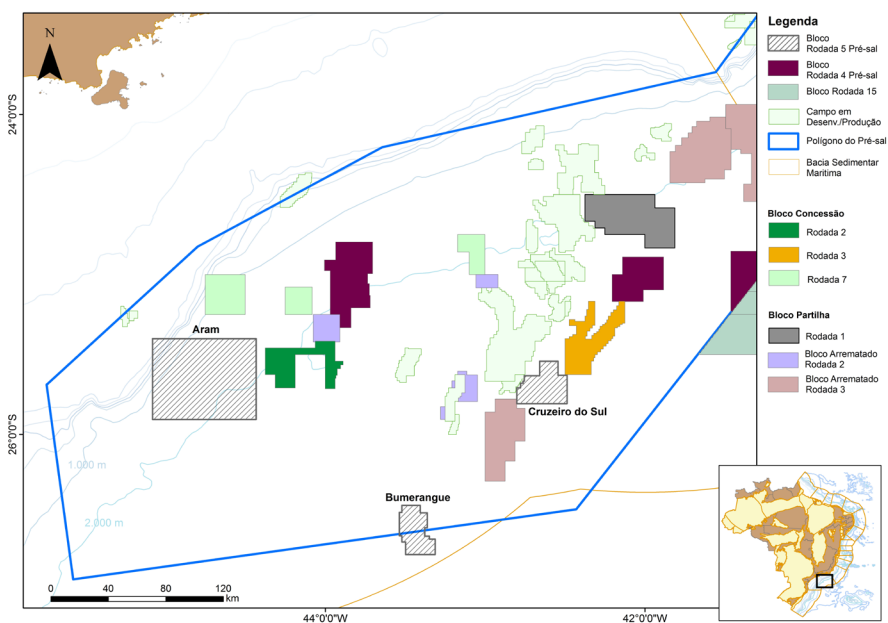 N
24°0'0"S
26°0'0"S
44°0'0"W
42°0'0"W
Aram
Cruzeiro do Sul
Bumerangue
1.000 m
2.000 m
0 40 80 120
km
Legenda
Bloco
Rodada 5 Pré-sal
Bloco
Rodada 4 Pré-sal
Bloco Rodada 15
Campo em
Desenv./Produção
Polígono do Pré-sal
Bacia Sedimentar
Maritima
Bloco Concessão
Rodada 2
Rodada 3
Rodada 7
Bloco Partilha
Rodada 1
Bloco Arrematado
Rodada 2
Bloco Arrematado
Rodada 3